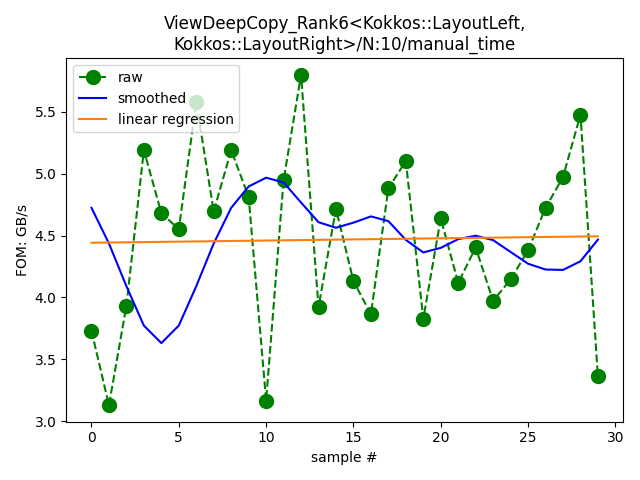 ViewDeepCopy_Rank6<Kokkos::LayoutLeft,
Kokkos::LayoutRight>/N:10/manual_time
raw
smoothed
linear regression
FOM: GB/s
5.5
5.0
4.5
4.0
3.5
3.0
0 5 10 15 20 25 30
sample #